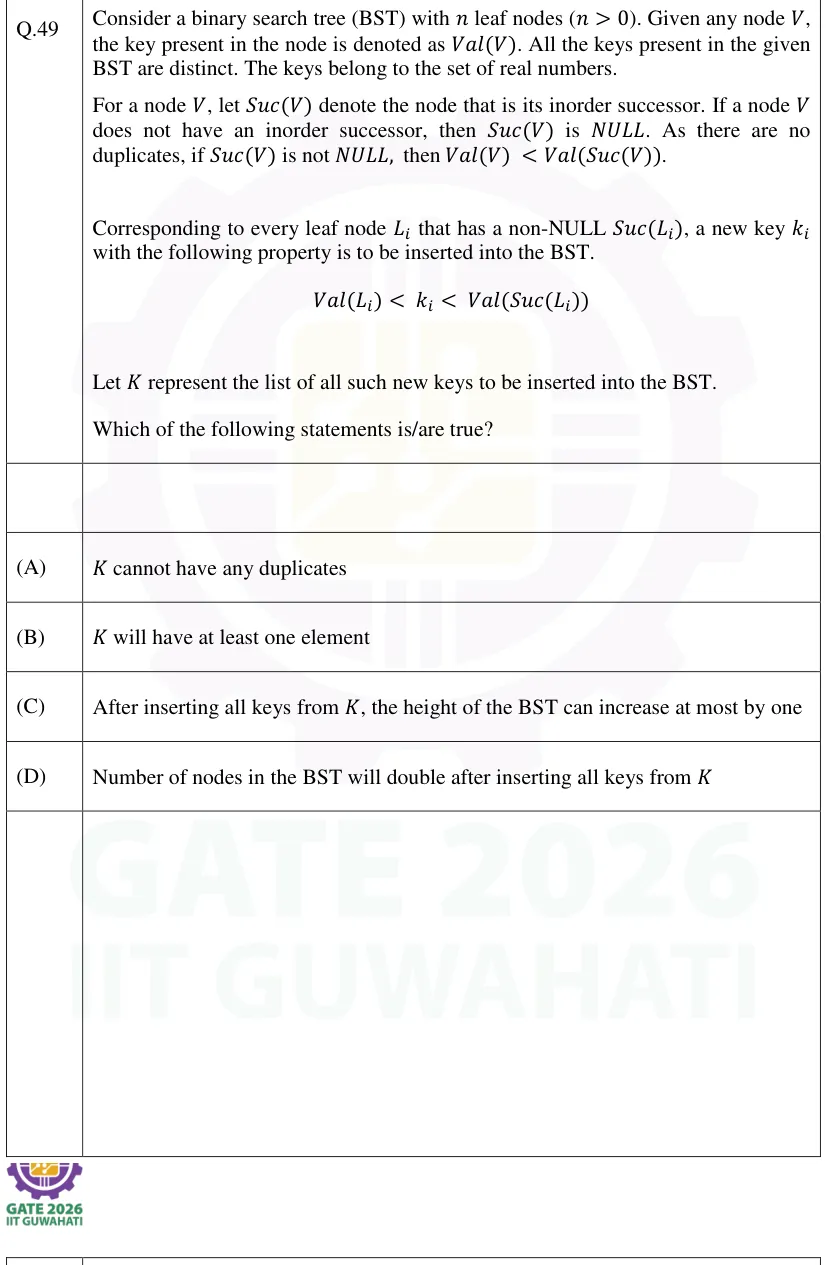 Q.49
Consider a binary search tree (BST) with 𝑛 leaf nodes (𝑛 > 0). Given any node 𝑉,
the key present in the node is denoted as 𝑉𝑎𝑙(𝑉). All the keys present in the given
BST are distinct. The keys belong to the set of real numbers.
For a node 𝑉, let 𝑆𝑢𝑐(𝑉) denote the node that is its inorder successor. If a node 𝑉
does not have an inorder successor, then 𝑆𝑢𝑐(𝑉) is 𝑁𝑈𝐿𝐿. As there are no
duplicates, if 𝑆𝑢𝑐(𝑉) is not 𝑁𝑈𝐿𝐿, then 𝑉𝑎𝑙(𝑉) < 𝑉𝑎𝑙(𝑆𝑢𝑐(𝑉)).
Corresponding to every leaf node 𝐿ᵢ that has a non-NULL 𝑆𝑢𝑐(𝐿ᵢ), a new key 𝑘ᵢ
with the following property is to be inserted into the BST.
𝑉𝑎𝑙(𝐿ᵢ) < 𝑘ᵢ < 𝑉𝑎𝑙(𝑆𝑢𝑐(𝐿ᵢ))
Let 𝐾 represent the list of all such new keys to be inserted into the BST.
Which of the following statements is/are true?
(A) 𝐾 cannot have any duplicates
(B) 𝐾 will have at least one element
(C) After inserting all keys from 𝐾, the height of the BST can increase at most by one
(D) Number of nodes in the BST will double after inserting all keys from 𝐾
GATE 2026
IIT GUWAHATI
GATE 2026
IIT GUWAHATI